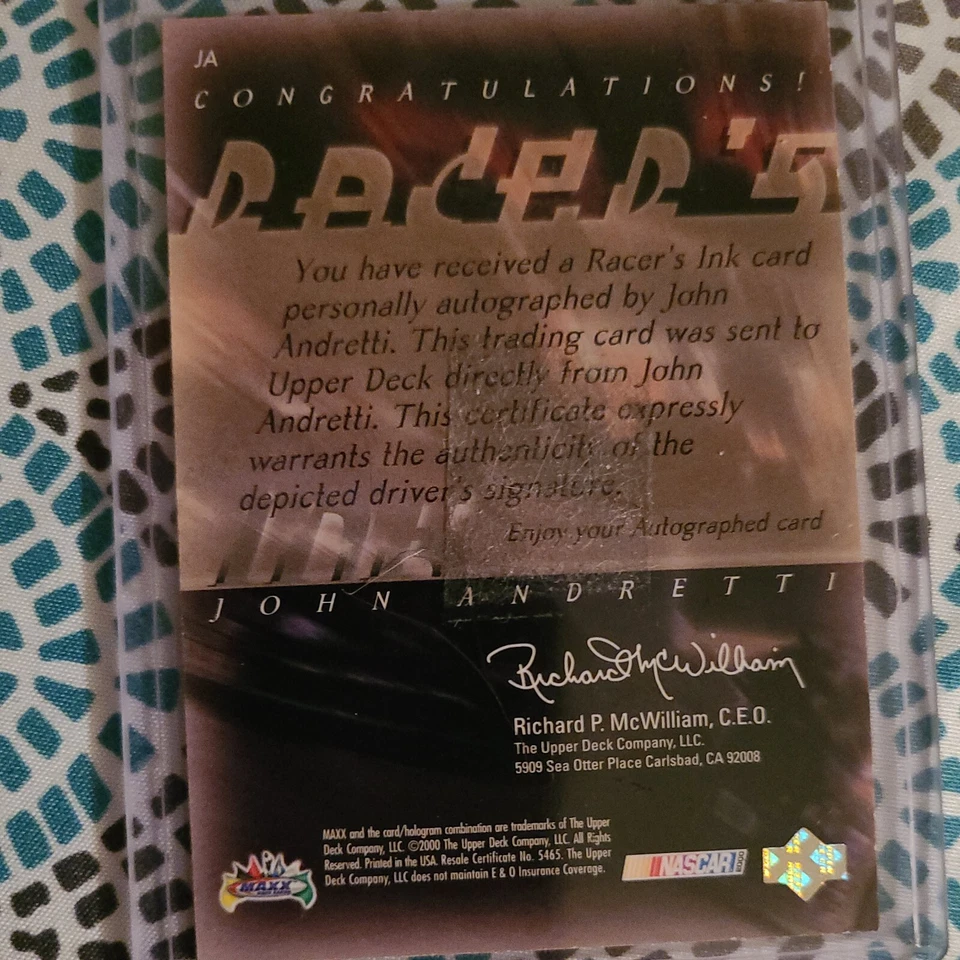 JA
CONGRATULATIONS!
RACER'S
You have received a Racer's Ink card
personally autographed by John
Andretti. This trading card was sent to
Upper Deck directly from John
Andretti. This certificate expressly
warrants the authenticity of the
depicted driver's signature.
Enjoy your Autographed card
INK
JOHN ANDRETTI
Richard McWilliam
Richard P. McWilliam, C.E.O.
The Upper Deck Company, LLC.
5909 Sea Otter Place Carlsbad, CA 92008
MAXX and the card/hologram combination are trademarks of The Upper
Deck Company, LLC. ©2000 The Upper Deck Company, LLC. All Rights
Reserved. Printed in the USA. Resale Certificate No. 5465. The Upper
Deck Company, LLC does not maintain E & O Insurance Coverage.
MAXX
NASCAR
2000